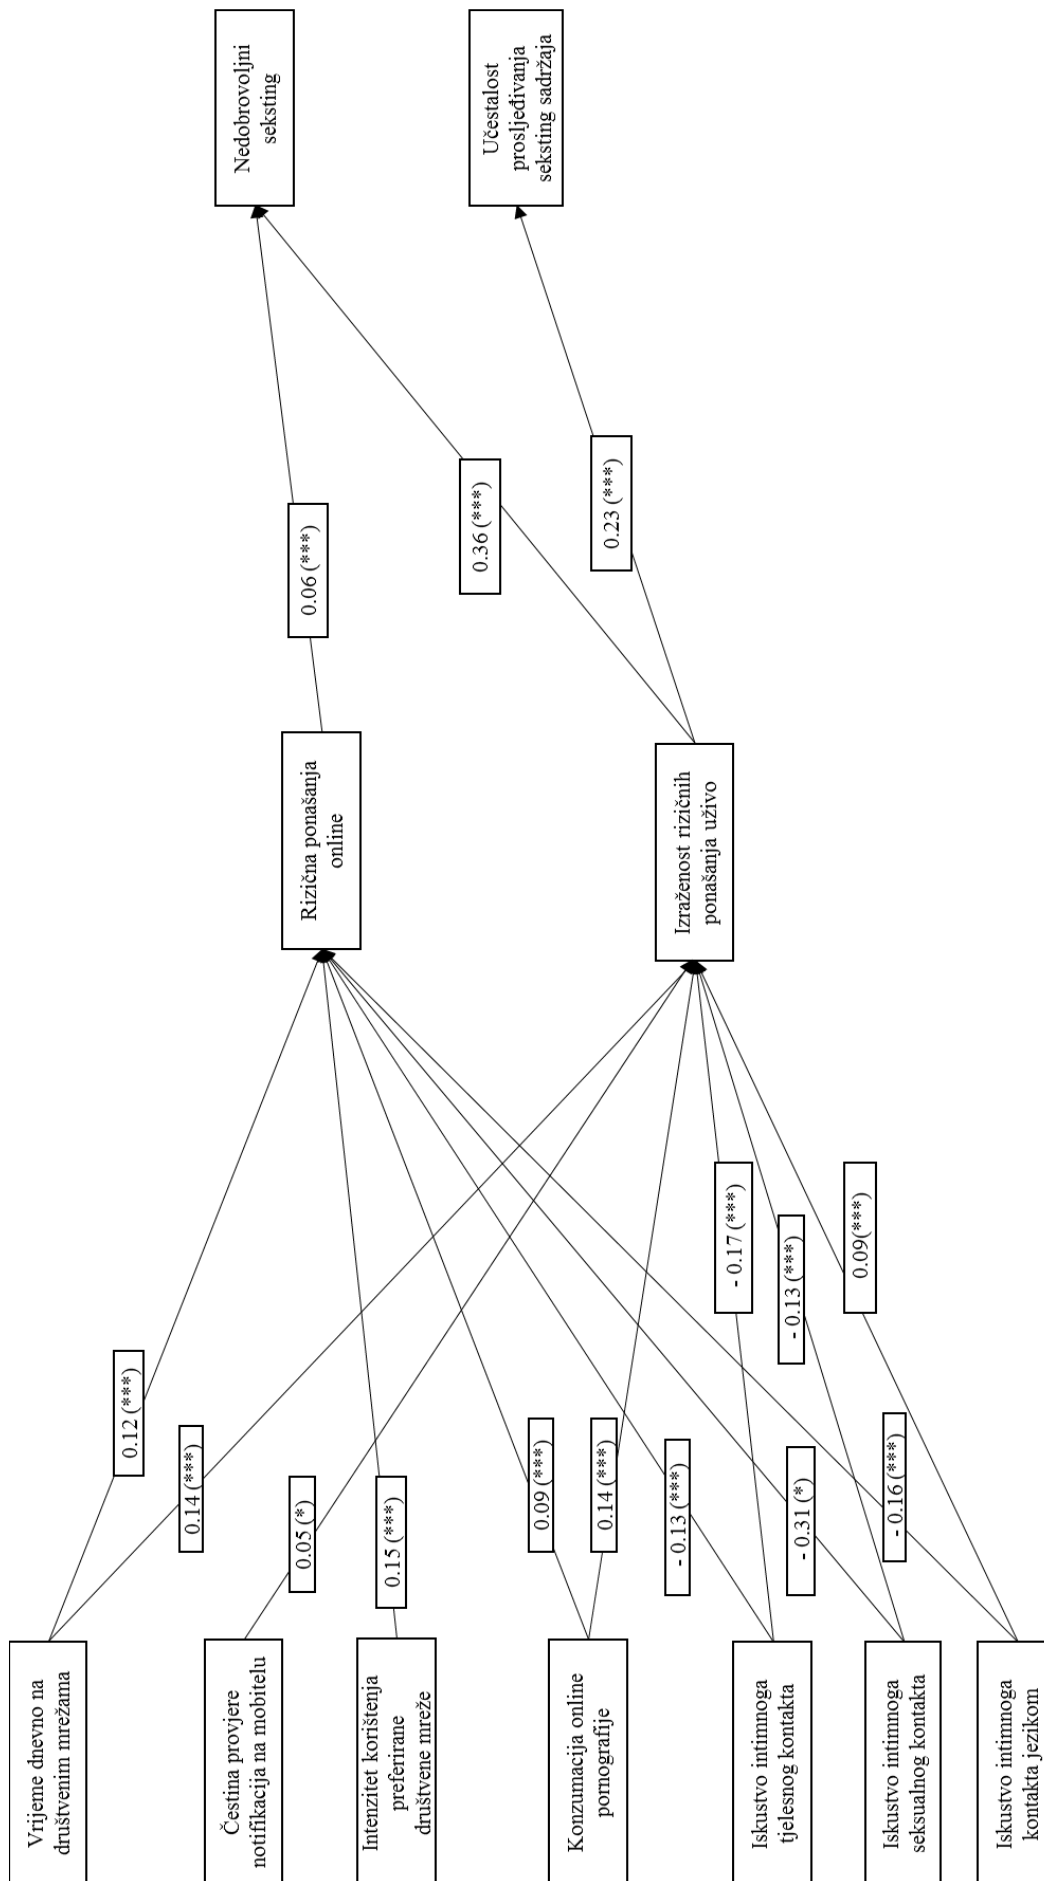 Vrijeme dnevno na
društvenim mrežama
Čestina provjere
notifikacija na mobitelu
Intenzitet korištenja
preferirane
društvene mreže
Konzumacija online
pornografije
Iskustvo intimnoga
tjelesnog kontakta
Iskustvo intimnoga
seksualnog kontakta
Iskustvo intimnoga
kontakta jezikom
0.12 (***)
0.14 (***)
0.05 (*)
0.15 (***)
0.09 (***)
0.14 (***)
- 0.13 (***)
- 0.17 (***)
- 0.31 (*)
- 0.13 (***)
- 0.16 (***)
0.09(***)
Rizična ponašanja
online
Izraženost rizičnih
ponašanja uživo
0.06 (***)
0.36 (***)
0.23 (***)
Nedobrovoljni
seksting
Učestalost
prosljeđivanja
seksting sadržaja